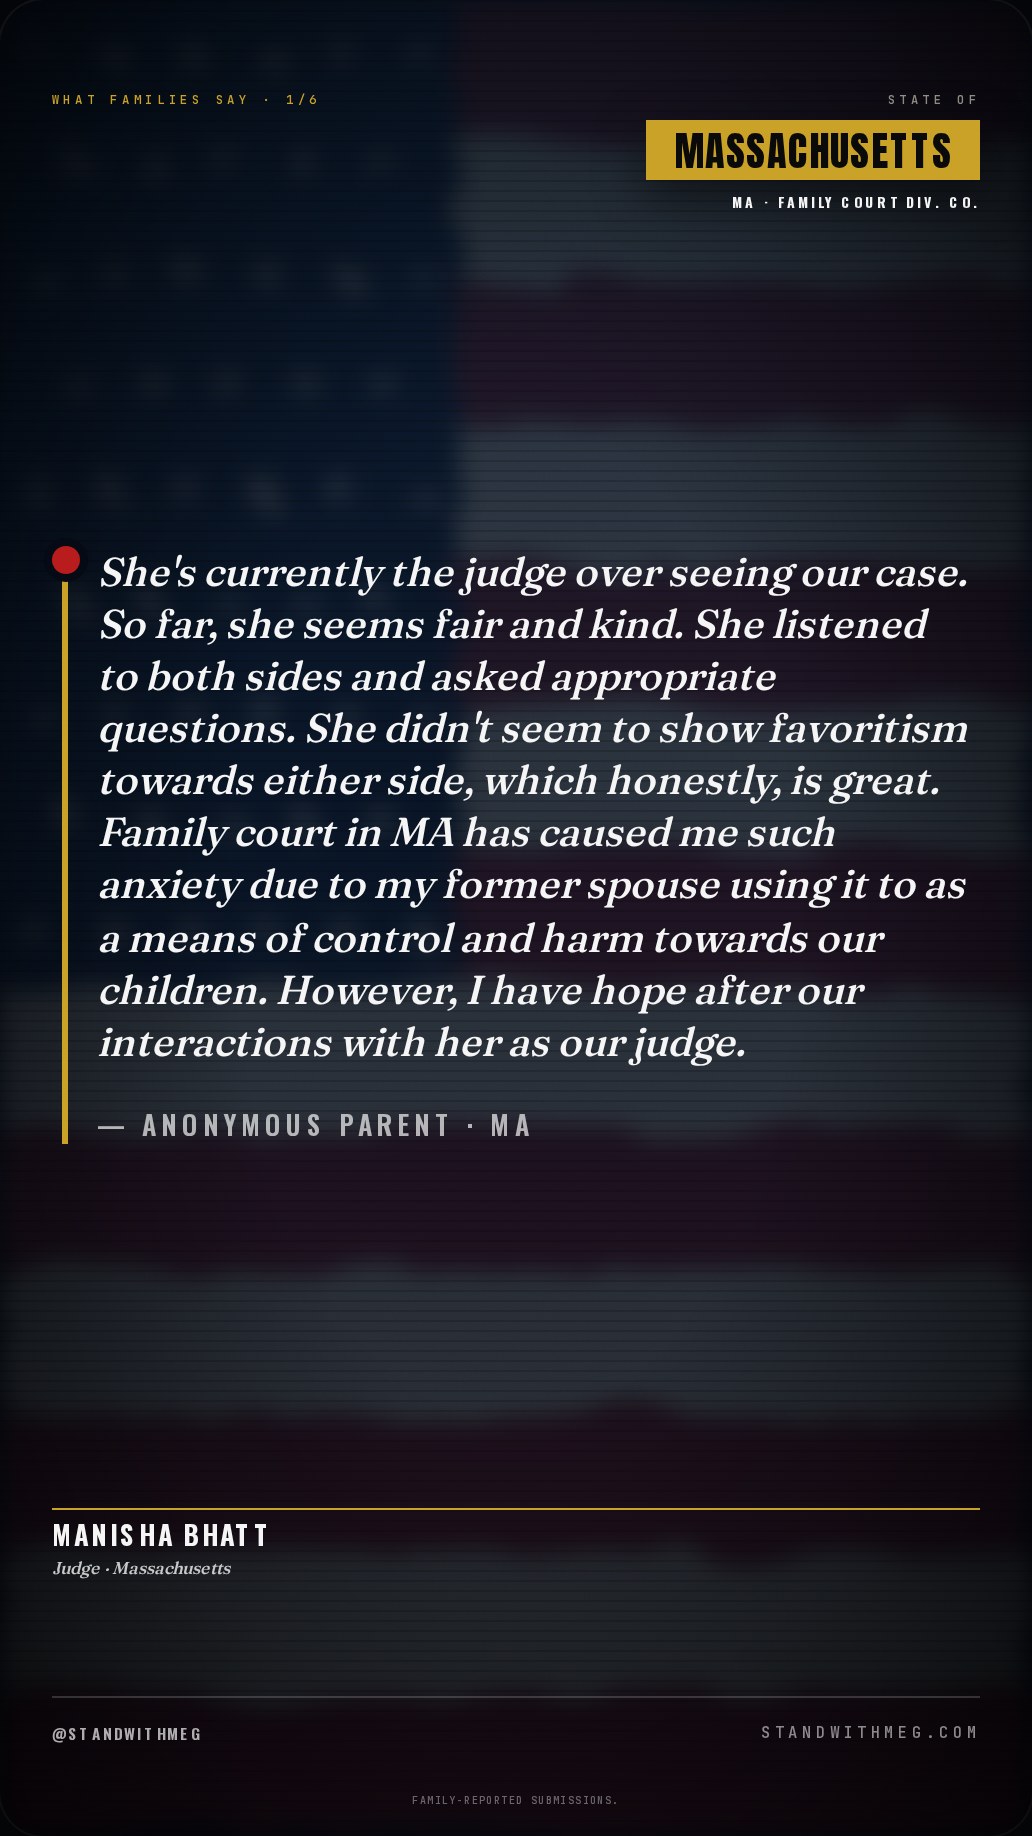 WHAT FAMILIES SAY · 1/6
STATE OF
MASSACHUSETTS
MA · FAMILY COURT DIV. CO.
She's currently the judge over seeing our case.
So far, she seems fair and kind. She listened
to both sides and asked appropriate
questions. She didn't seem to show favoritism
towards either side, which honestly, is great.
Family court in MA has caused me such
anxiety due to my former spouse using it to as
a means of control and harm towards our
children. However, I have hope after our
interactions with her as our judge.
— ANONYMOUS PARENT · MA
MANISHA BHATT
Judge · Massachusetts
@STANDWITHMEG
STANDWITHMEG.COM
FAMILY-REPORTED SUBMISSIONS.